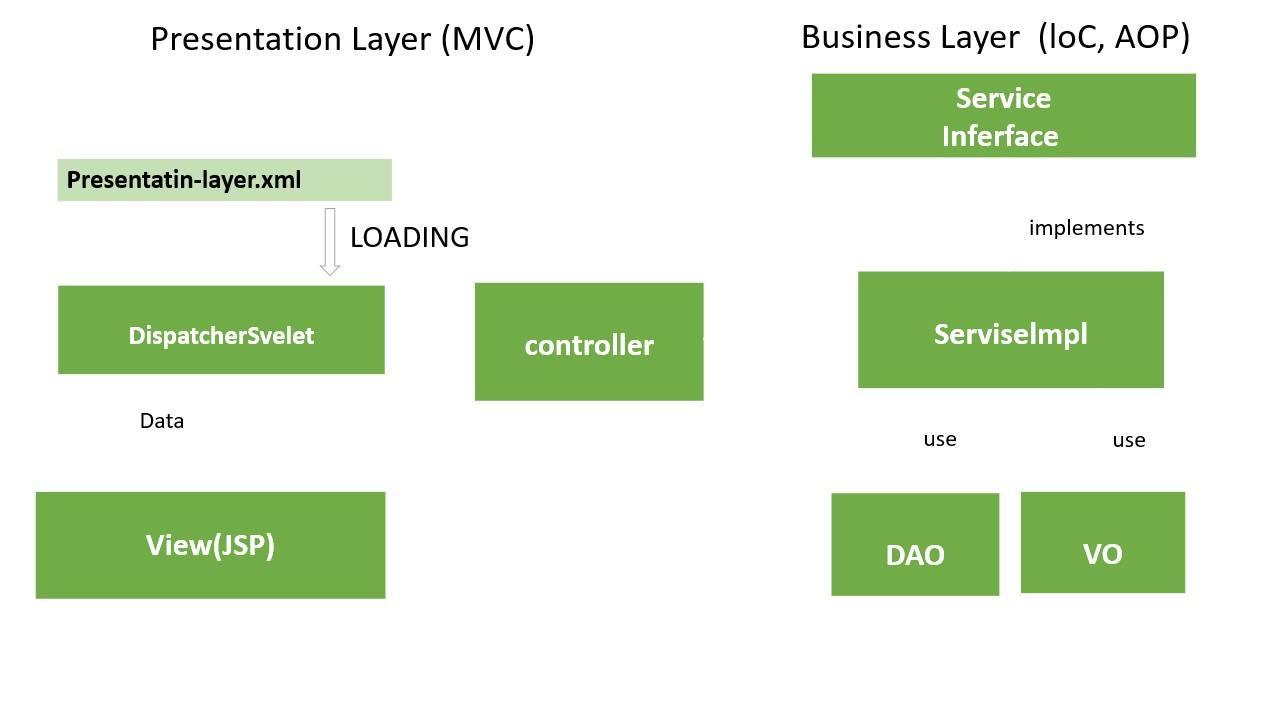 Presentation Layer (MVC)
Business Layer  (IoC, AOP)
Service
Inferface
Presentatin-layer.xml
LOADING
implements
DispatcherSvelet
controller
ServiseImpl
Data
use
use
View(JSP)
DAO
VO